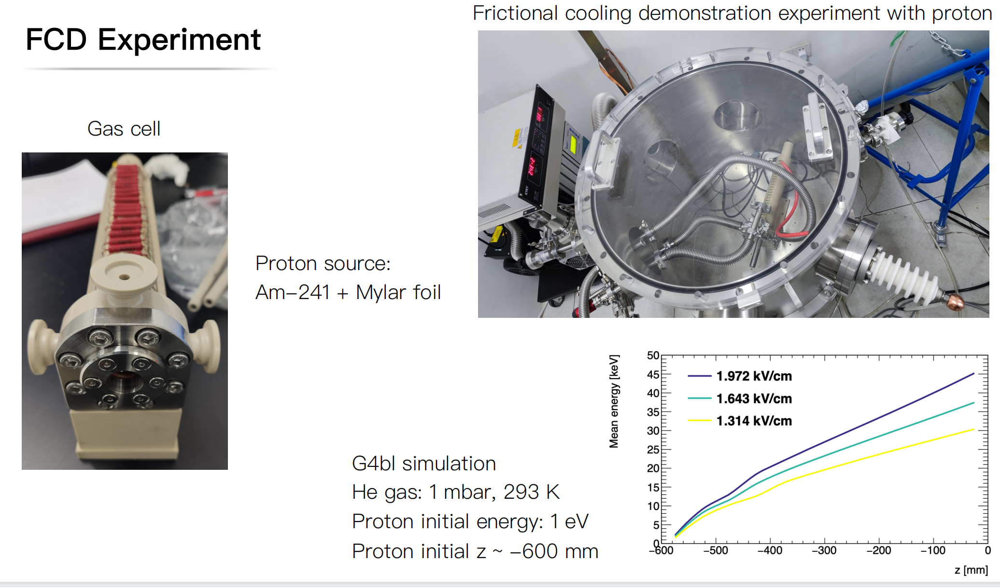 Frictional cooling demonstration experiment with proton
FCD Experiment
Gas cell
KYKY
Proton source:
Am-241 + Mylar foil
G4bl simulation
He gas: 1 mbar, 293 K
Proton initial energy: 1 eV
Proton initial z ~ -600 mm
Mean energy [keV]
50
45
40
35
30
25
20
15
10
5
0
1.972 kV/cm
1.643 kV/cm
1.314 kV/cm
−600 −500 −400 −300 −200 −100 0
z [mm]